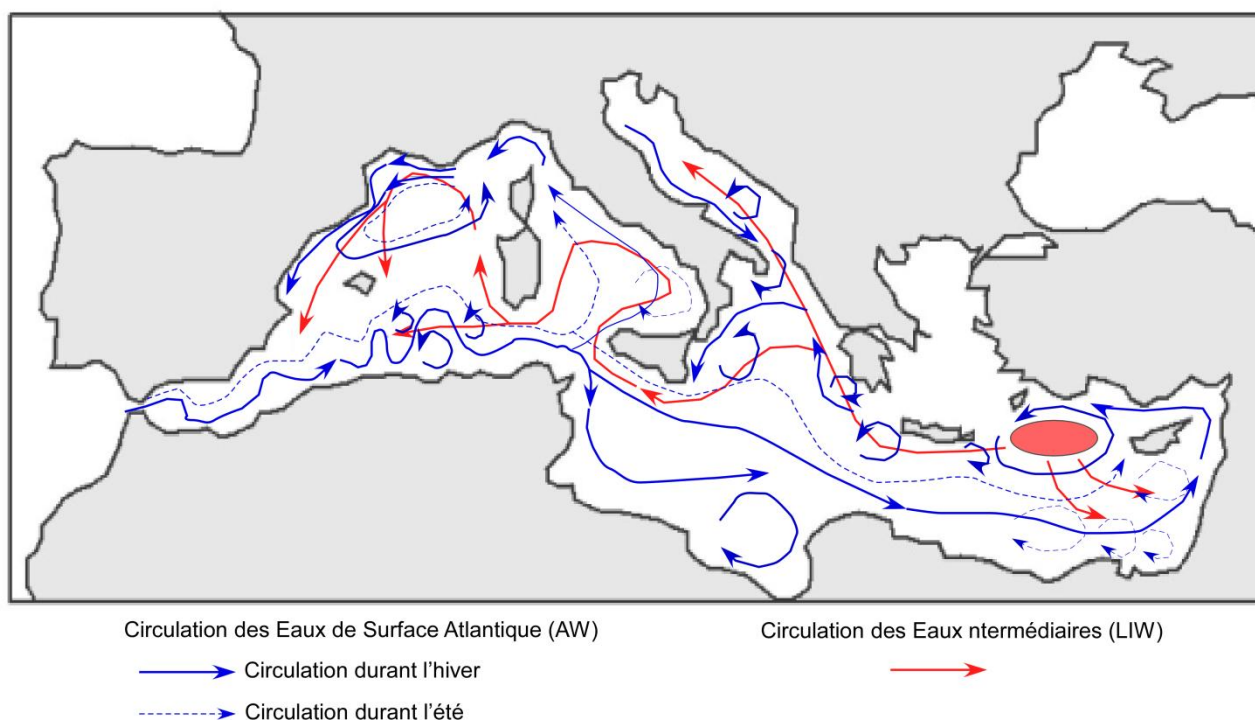 Circulation des Eaux de Surface Atlantique (AW)
Circulation durant l'hiver
Circulation durant l'été
Circulation des Eaux ntermédiaires (LIW)